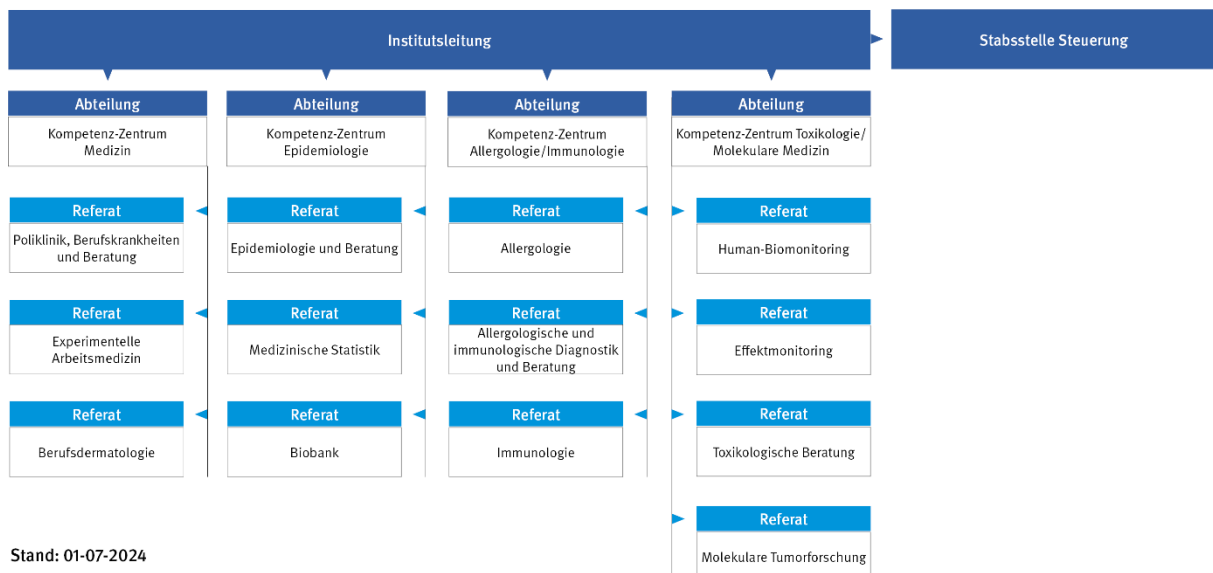 Institutsleitung
Stabsstelle Steuerung
Abteilung
Kompetenz-Zentrum
Medizin
Referat
Poliklinik, Berufskrankheiten
und Beratung
Referat
Experimentelle
Arbeitsmedizin
Referat
Berufsdermatologie
Abteilung
Kompetenz-Zentrum
Epidemiologie
Referat
Epidemiologie und Beratung
Referat
Medizinische Statistik
Referat
Biobank
Abteilung
Kompetenz-Zentrum
Allergologie/Immunologie
Referat
Allergologie
Referat
Allergologische und
immunologische Diagnostik
und Beratung
Referat
Immunologie
Abteilung
Kompetenz-Zentrum Toxikologie/
Molekulare Medizin
Referat
Human-Biomonitoring
Referat
Effektmonitoring
Referat
Toxikologische Beratung
Referat
Molekulare Tumorforschung
Stand: 01-07-2024